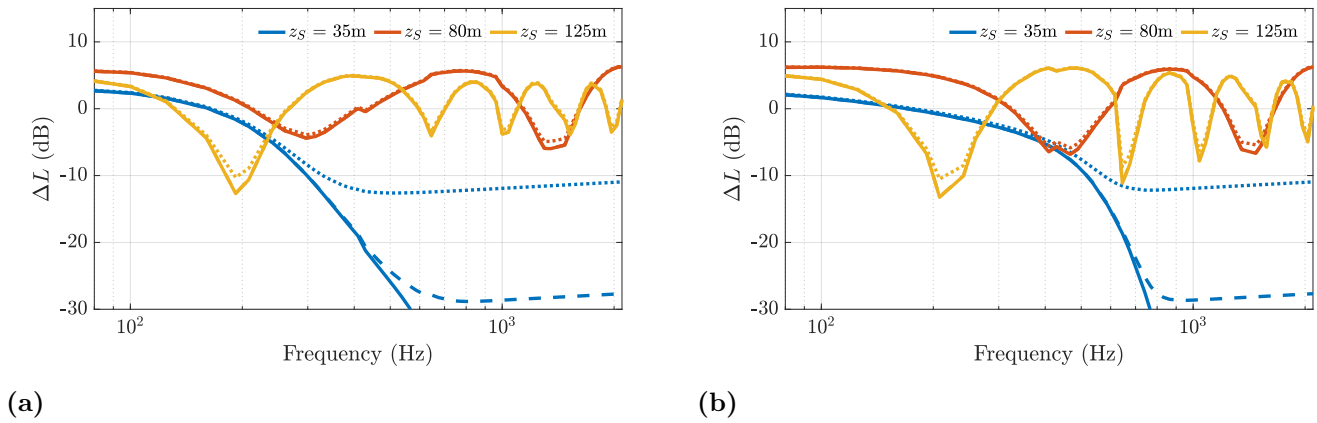 z_S = 35m z_S = 80m z_S = 125m
10
0
-10
-20
-30
ΔL (dB)
10^2 10^3
Frequency (Hz)
(a)
z_S = 35m z_S = 80m z_S = 125m
10
0
-10
-20
-30
ΔL (dB)
10^2 10^3
Frequency (Hz)
(b)